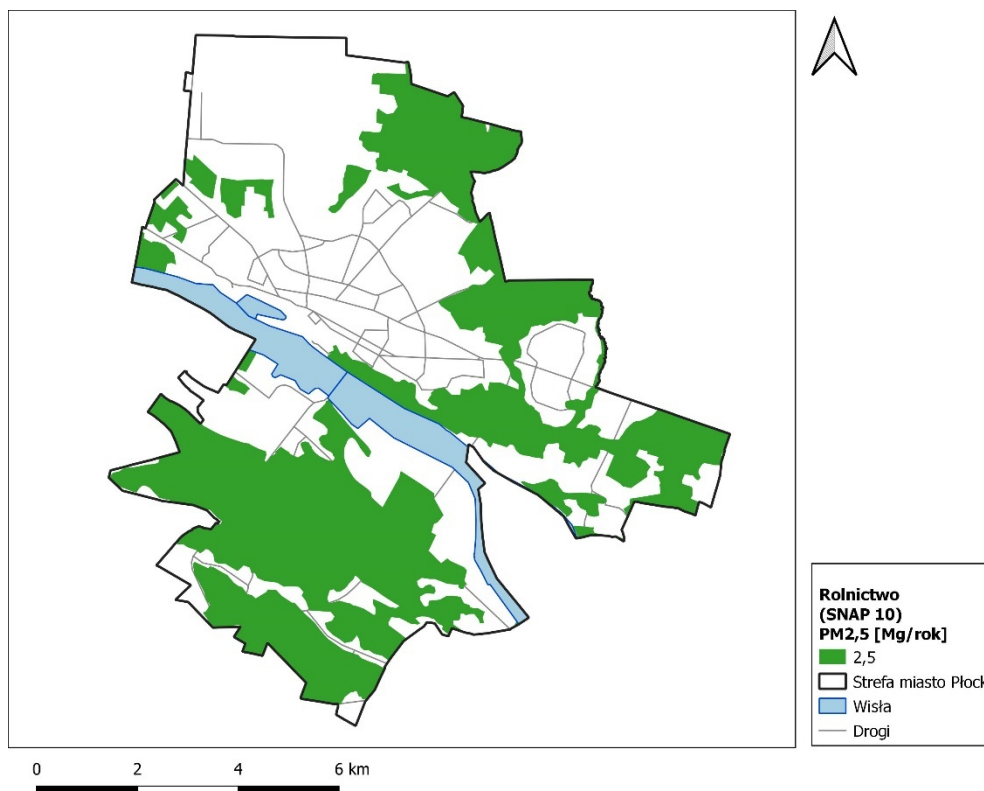 Rolnictwo
(SNAP 10)
PM2,5 [Mg/rok]
2,5
Strefa miasto Płock
Wisła
Drogi
0 2 4 6 km